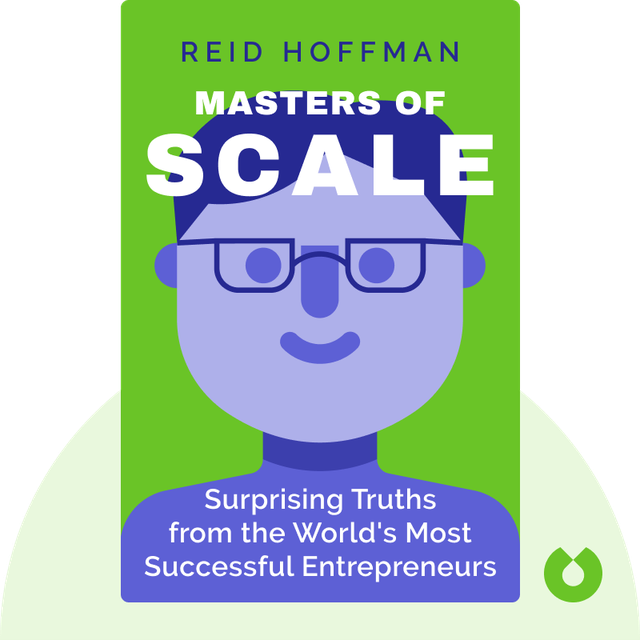 REID HOFFMAN
MASTERS OF
SCALE
Surprising Truths
from the World's Most
Successful Entrepreneurs